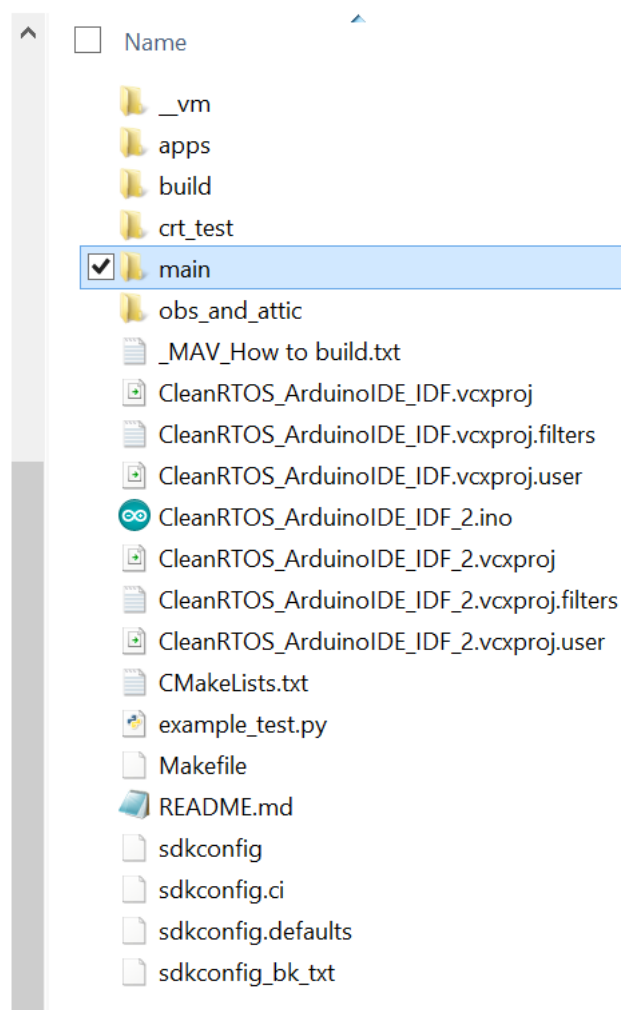 Name
__vm
apps
build
crt_test
main
obs_and_attic
_MAV_How to build.txt
CleanRTOS_ArduinoIDE_IDF.vcxproj
CleanRTOS_ArduinoIDE_IDF.vcxproj.filters
CleanRTOS_ArduinoIDE_IDF.vcxproj.user
CleanRTOS_ArduinoIDE_IDF_2.ino
CleanRTOS_ArduinoIDE_IDF_2.vcxproj
CleanRTOS_ArduinoIDE_IDF_2.vcxproj.filters
CleanRTOS_ArduinoIDE_IDF_2.vcxproj.user
CMakeLists.txt
example_test.py
Makefile
README.md
sdkconfig
sdkconfig.ci
sdkconfig.defaults
sdkconfig_bk_txt